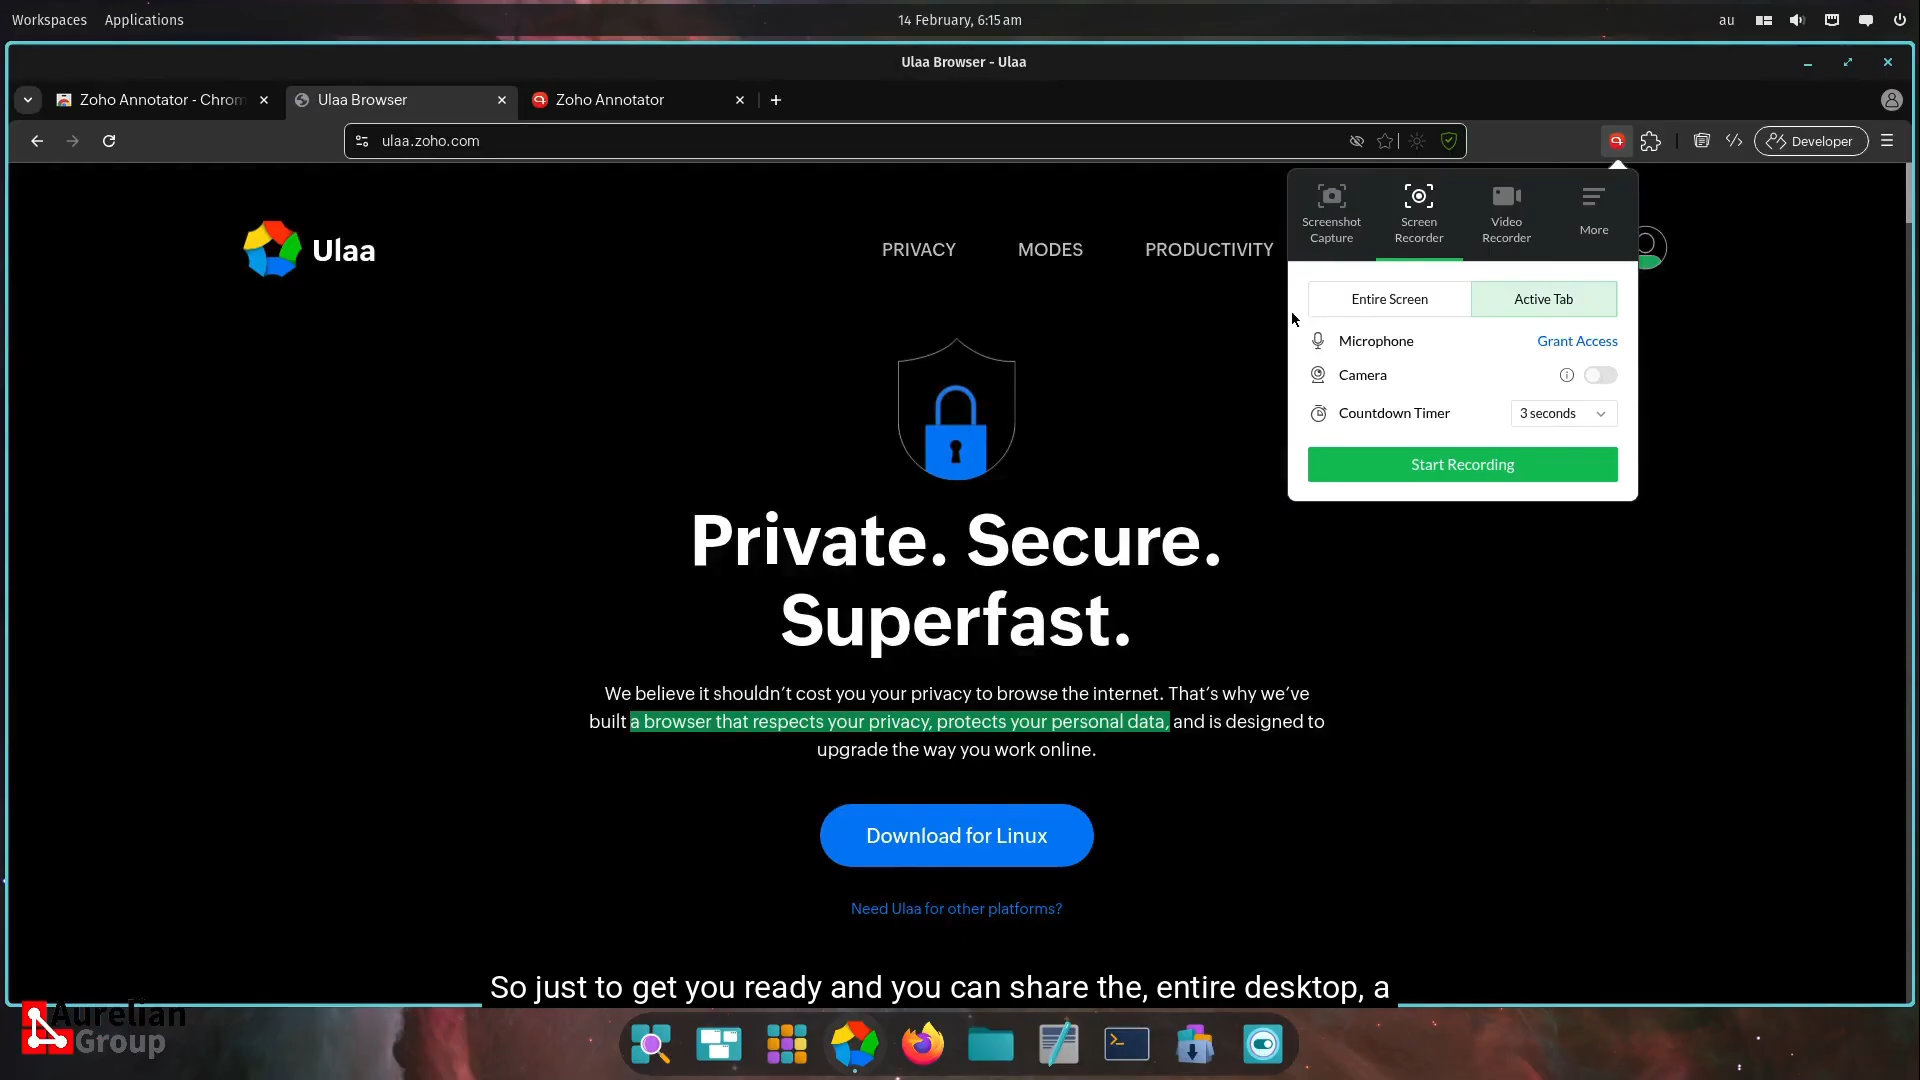 Workspaces Applications 14 February, 6:15 am au
Ulaa Browser - Ulaa
Zoho Annotator - Chrom Ulaa Browser Zoho Annotator
ulaa.zoho.com Developer
Ulaa PRIVACY MODES PRODUCTIVITY
Screenshot Capture
Screen Recorder
Video Recorder
More
Entire Screen Active Tab
Microphone Grant Access
Camera
Countdown Timer 3 seconds
Start Recording
Private. Secure.
Superfast.
We believe it shouldn’t cost you your privacy to browse the internet. That’s why we’ve
built a browser that respects your privacy, protects your personal data, and is designed to
upgrade the way you work online.
Download for Linux
Need Ulaa for other platforms?
So just to get you ready and you can share the, entire desktop, a
Aurelian
Group